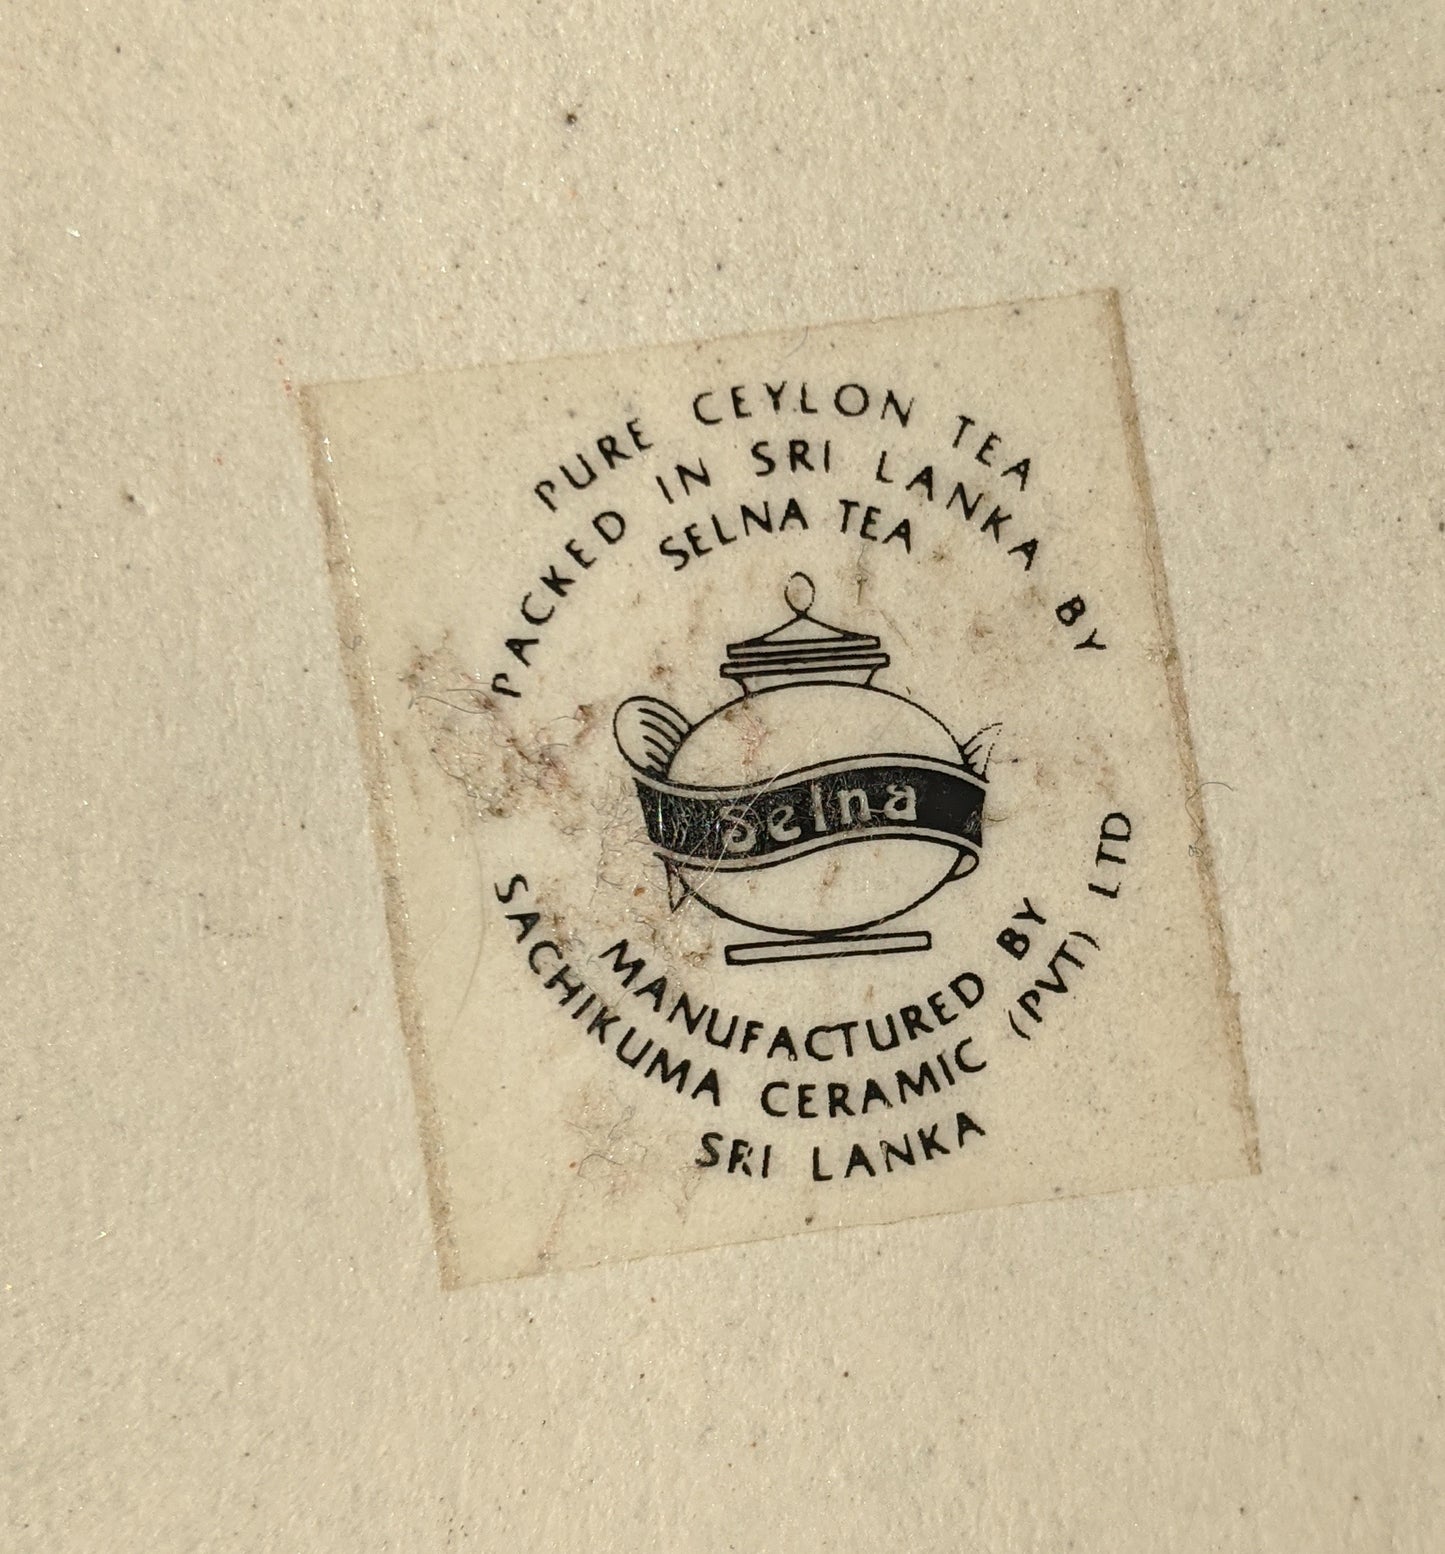 PURE CEYLON TEA
PACKED IN SRI LANKA BY
SELNA TEA
Selna
MANUFACTURED BY
SACHIKUMA CERAMIC (PVT) LTD
SRI LANKA